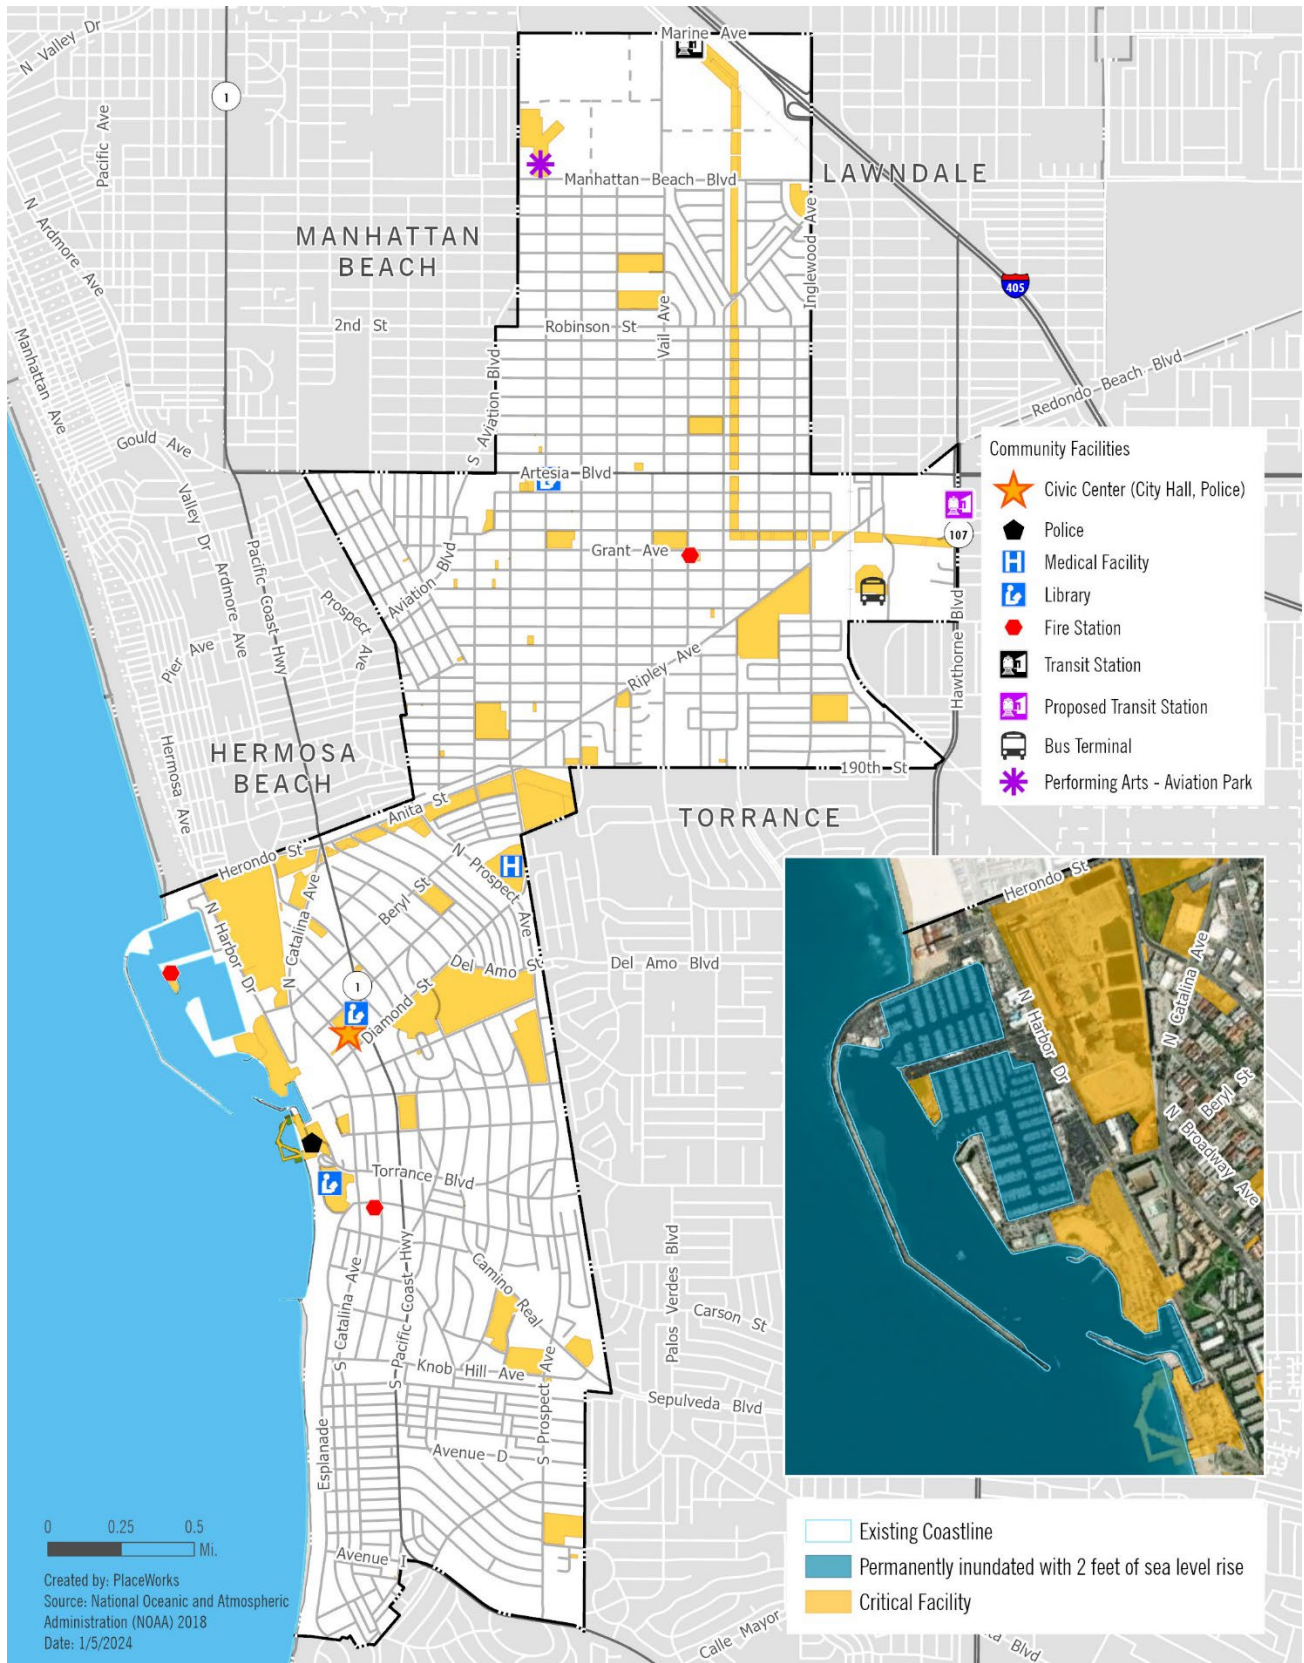 Marine Ave
N Valley Dr
1
Pacific Ave
LAWNDALE
Manhattan Beach Blvd
N Ardmore Ave
MANHATTAN
BEACH
Inglewood Ave
405
2nd St
Robinson St
Vail Ave
Manhattan Ave
S Aviation Blvd
Redondo Beach Blvd
Gould Ave
Artesia Blvd
Community Facilities
Civic Center (City Hall, Police)
Police
Medical Facility
Library
Fire Station
Transit Station
Proposed Transit Station
Bus Terminal
Performing Arts - Aviation Park
Valley Dr
Ardmore Ave
Pacific Coast Hwy
107
Grant Ave
Aviation Blvd
Prospect Ave
Pier Ave
Hawthorne Blvd
Ripley Ave
Hermosa Ave
HERMOSA
BEACH
190th St
Anita St
TORRANCE
Herondo St
N Prospect Ave
H
Beryl St
N Catalina Ave
N Harbor Dr
Del Amo St
Del Amo Blvd
1
Diamond St
Herondo St
N Catalina Ave
N Harbor Dr
Beryl St
N Broadway Ave
Torrance Blvd
S Catalina Ave
S Pacific Coast Hwy
Camino Real
Palos Verdes Blvd
Carson St
Knob Hill Ave
S Prospect Ave
Sepulveda Blvd
Esplanade
Avenue D
Avenue I
Calle Mayor
Blvd
0 0.25 0.5
Mi.
Created by: PlaceWorks
Source: National Oceanic and Atmospheric
Administration (NOAA) 2018
Date: 1/5/2024
Existing Coastline
Permanently inundated with 2 feet of sea level rise
Critical Facility